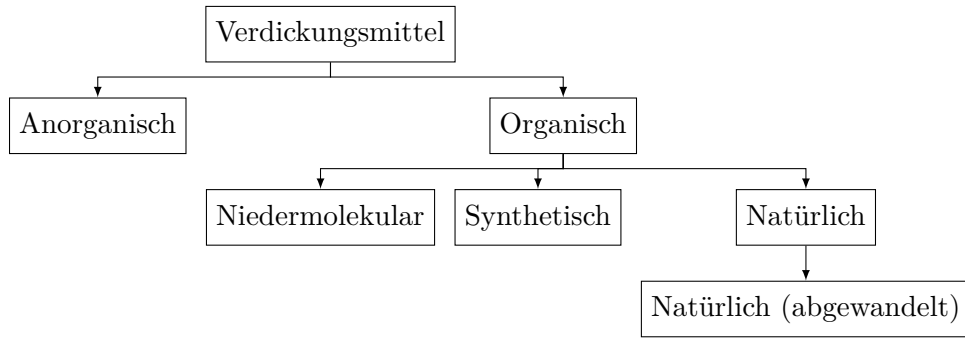 Verdickungsmittel
Anorganisch
Organisch
Niedermolekular
Synthetisch
Natürlich
Natürlich (abgewandelt)